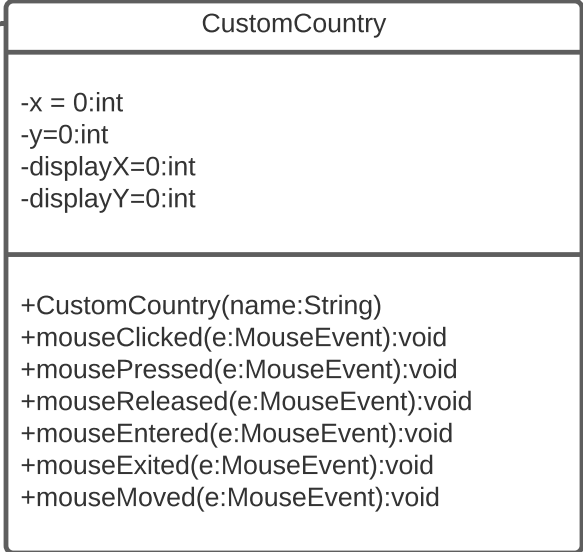 CustomCountry
-x = 0:int
-y=0:int
-displayX=0:int
-displayY=0:int
+CustomCountry(name:String)
+mouseClicked(e:MouseEvent):void
+mousePressed(e:MouseEvent):void
+mouseReleased(e:MouseEvent):void
+mouseEntered(e:MouseEvent):void
+mouseExited(e:MouseEvent):void
+mouseMoved(e:MouseEvent):void